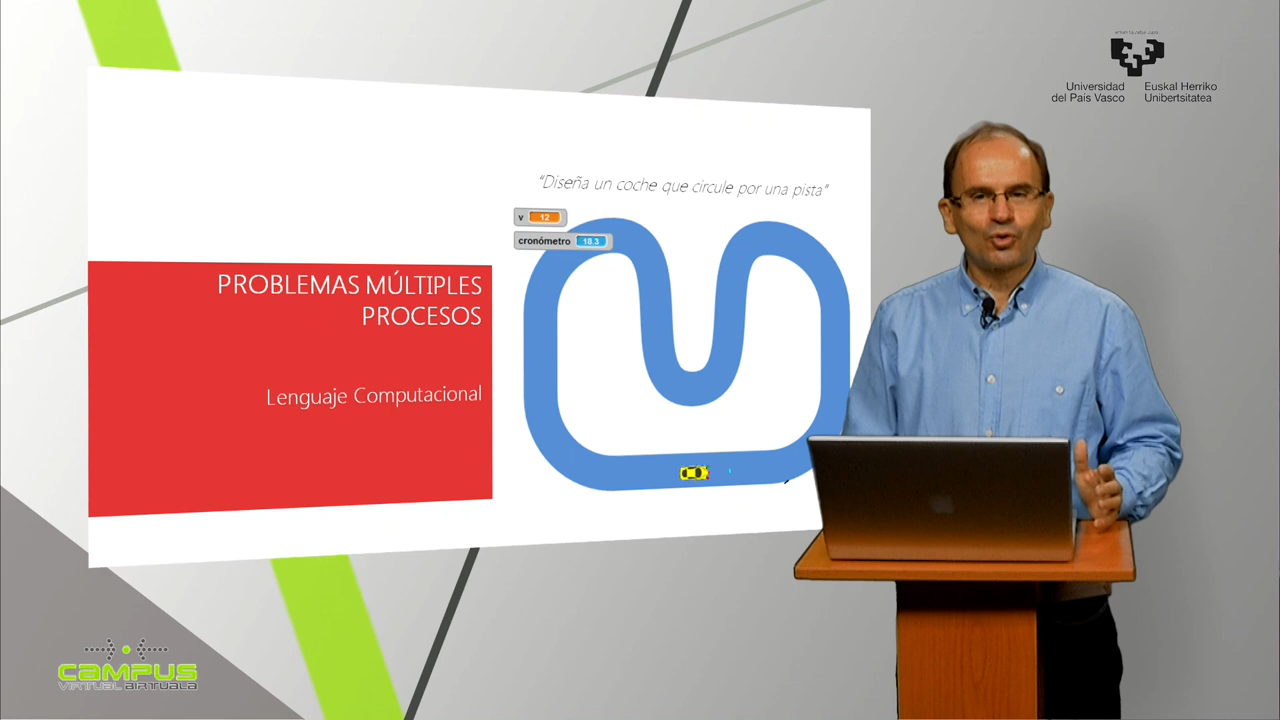 "Diseña un coche que circule por una pista"
v 12
cronómetro 18.3
PROBLEMAS MÚLTIPLES
PROCESOS
Lenguaje Computacional
Universidad
del País Vasco
Euskal Herriko
Unibertsitatea
CAMPUS
VIRTUAL BIRTUALA